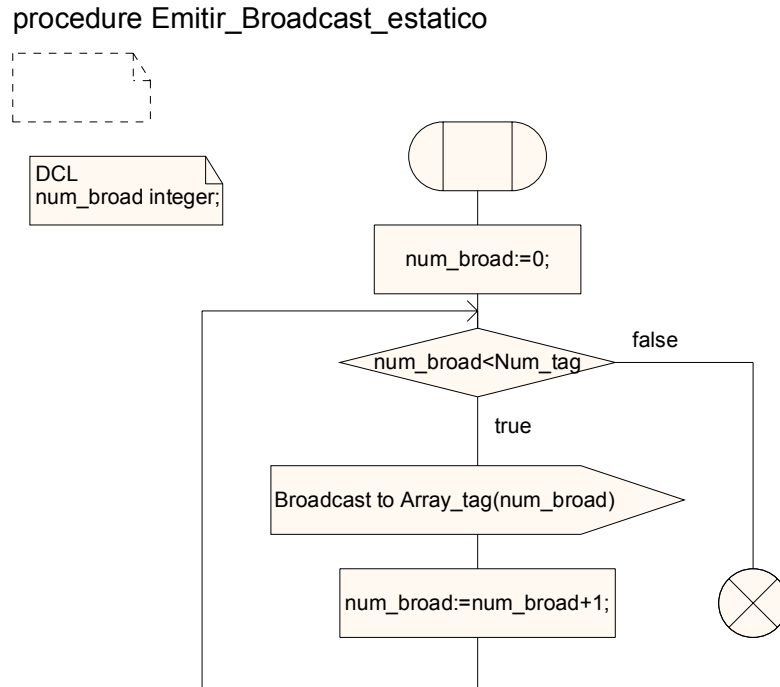 procedure Emitir_Broadcast_estatico
DCL
num_broad integer;
num_broad:=0;
num_broad<Num_tag
false
true
Broadcast to Array_tag(num_broad)
num_broad:=num_broad+1;